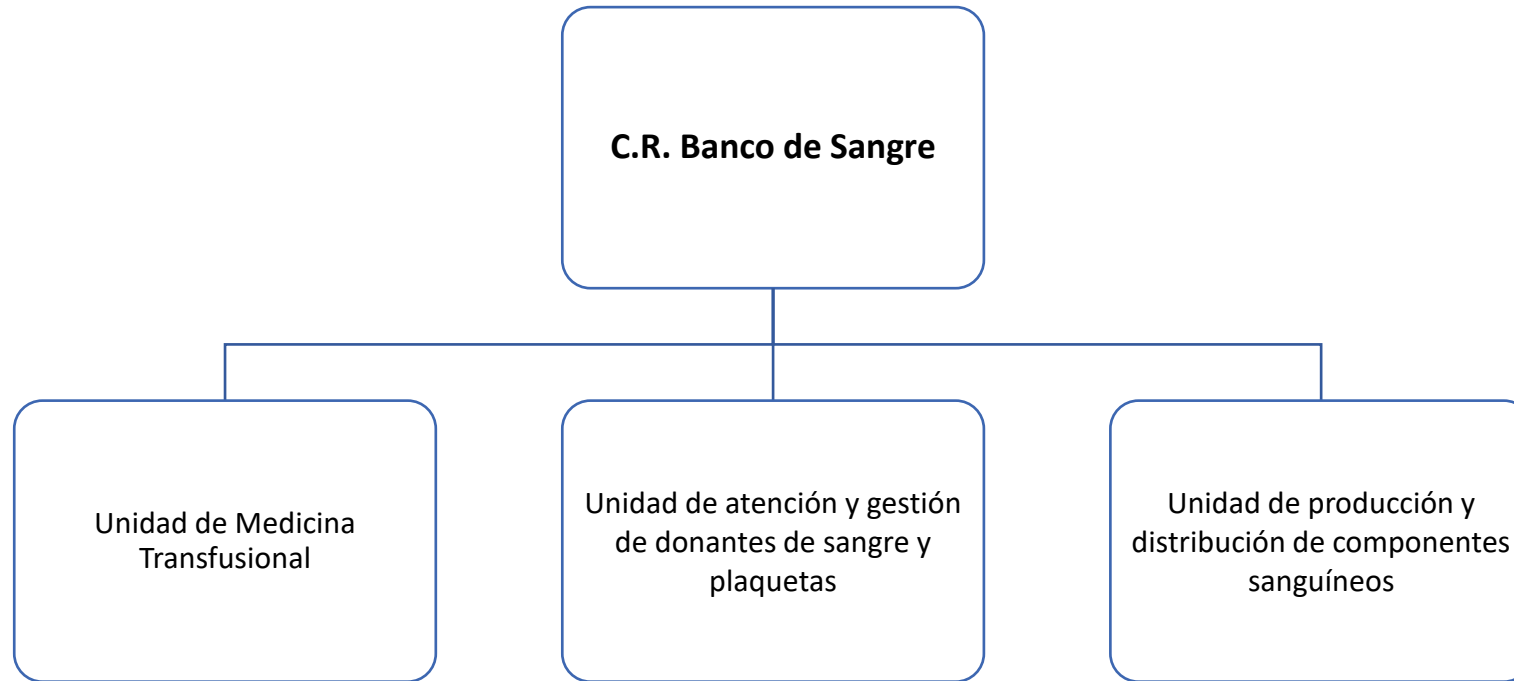 C.R. Banco de Sangre
Unidad de Medicina
Transfusional
Unidad de atención y gestión
de donantes de sangre y
plaquetas
Unidad de producción y
distribución de componentes
sanguíneos